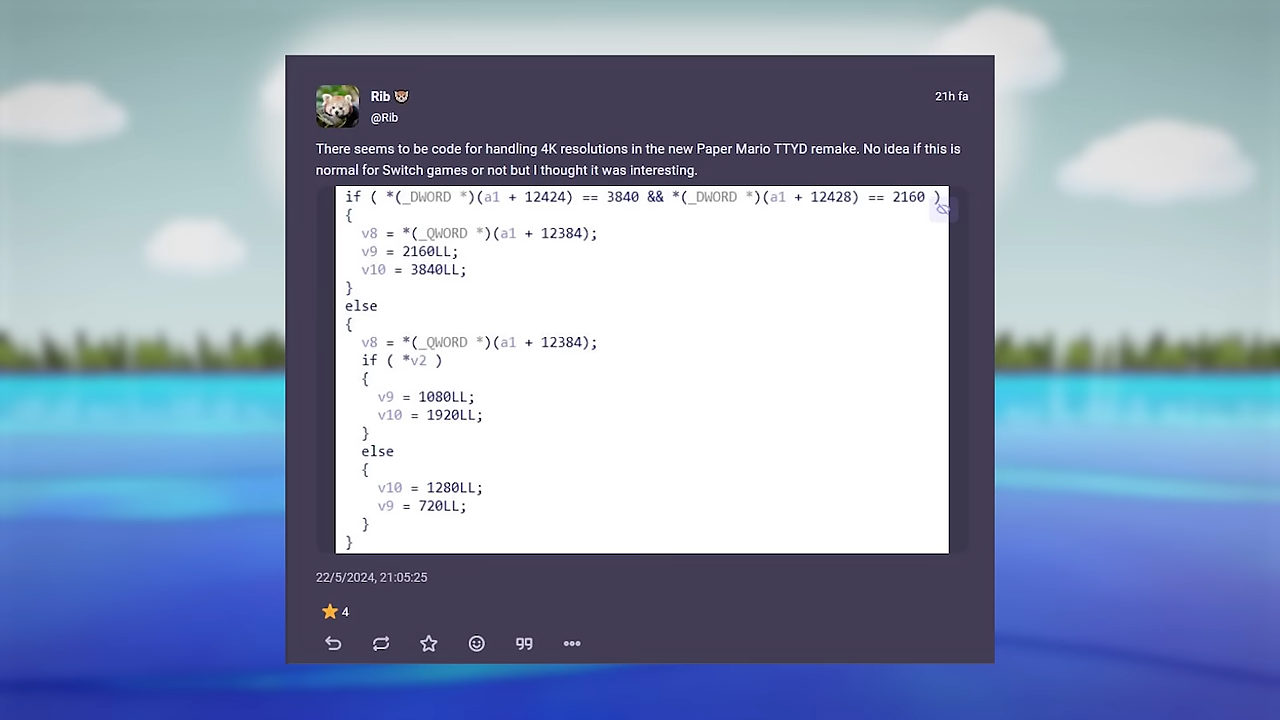 Rib
21h fa
@Rib
There seems to be code for handling 4K resolutions in the new Paper Mario TTYD remake. No idea if this is
normal for Switch games or not but I thought it was interesting.
if ( *(_DWORD *)(a1 + 12424) == 3840 && *(_DWORD *)(a1 + 12428) == 2160 )
{
v8 = *(_QWORD *)(a1 + 12384);
v9 = 2160LL;
v10 = 3840LL;
}
else
{
v8 = *(_QWORD *)(a1 + 12384);
if ( *v2 )
{
v9 = 1080LL;
v10 = 1920LL;
}
else
{
v10 = 1280LL;
v9 = 720LL;
}
}
22/5/2024, 21:05:25
4